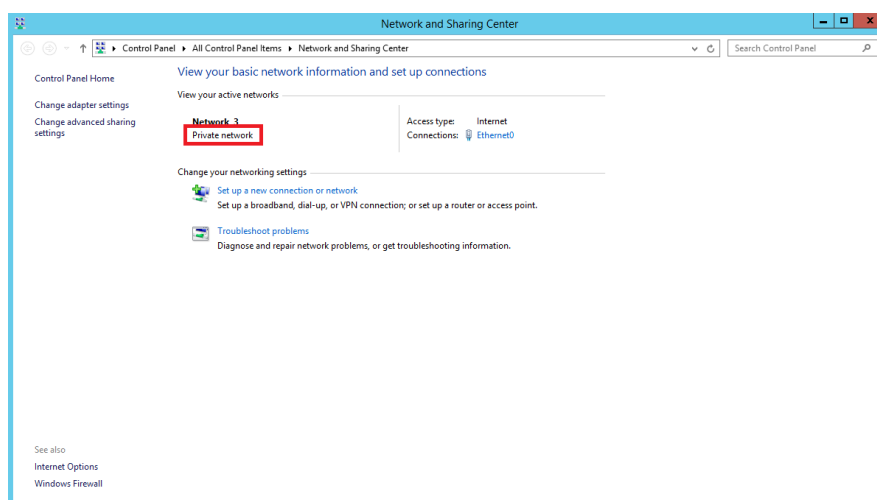 Network and Sharing Center
Control Panel ▸ All Control Panel Items ▸ Network and Sharing Center
Search Control Panel
Control Panel Home
Change adapter settings
Change advanced sharing
settings
View your basic network information and set up connections
View your active networks
Network 3
Private network
Access type: Internet
Connections: Ethernet0
Change your networking settings
Set up a new connection or network
Set up a broadband, dial-up, or VPN connection; or set up a router or access point.
Troubleshoot problems
Diagnose and repair network problems, or get troubleshooting information.
See also
Internet Options
Windows Firewall